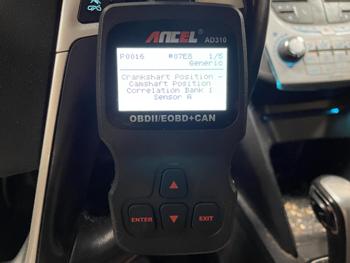 GPS
ANCEL
AD310
P0016 #07E8 1/5
Generic
Crankshaft Position -
Camshaft Position
Correlation Bank 1
Sensor A
OBDII/EOBD+CAN
ENTER
EXIT